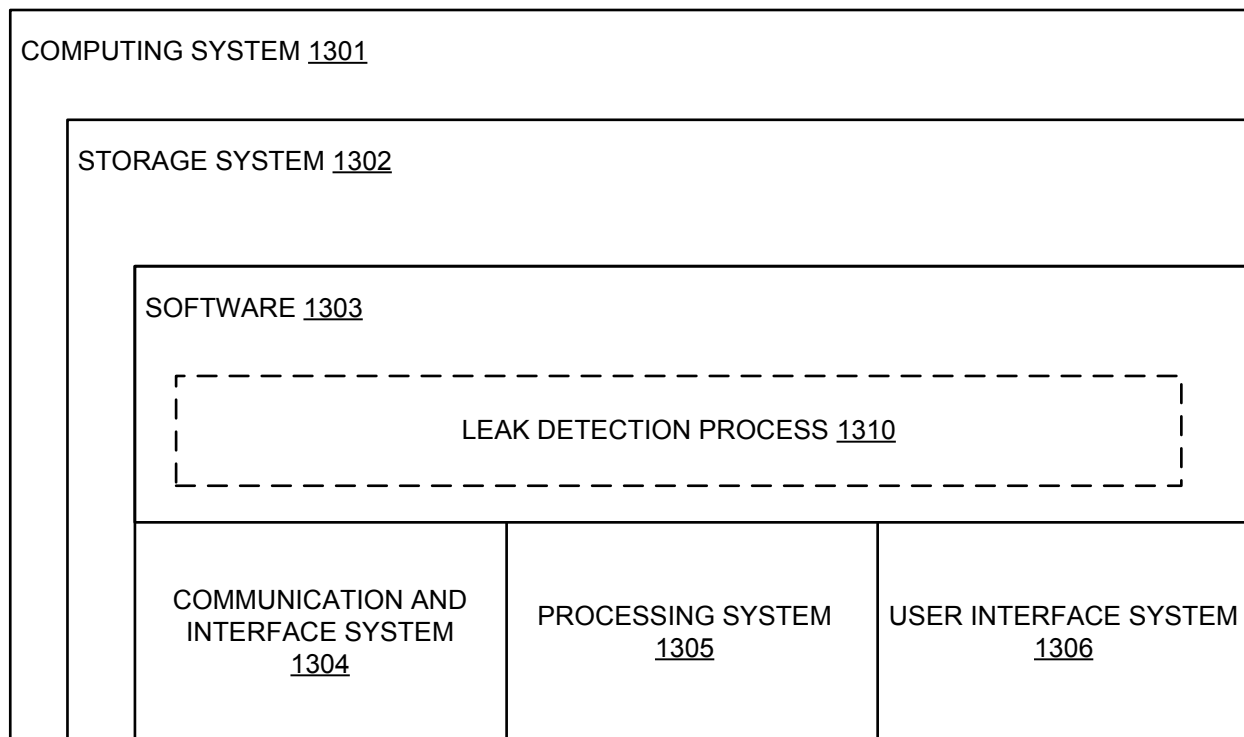 COMPUTING SYSTEM 1301
STORAGE SYSTEM 1302
SOFTWARE 1303
LEAK DETECTION PROCESS 1310
COMMUNICATION AND
INTERFACE SYSTEM
1304
PROCESSING SYSTEM
1305
USER INTERFACE SYSTEM
1306